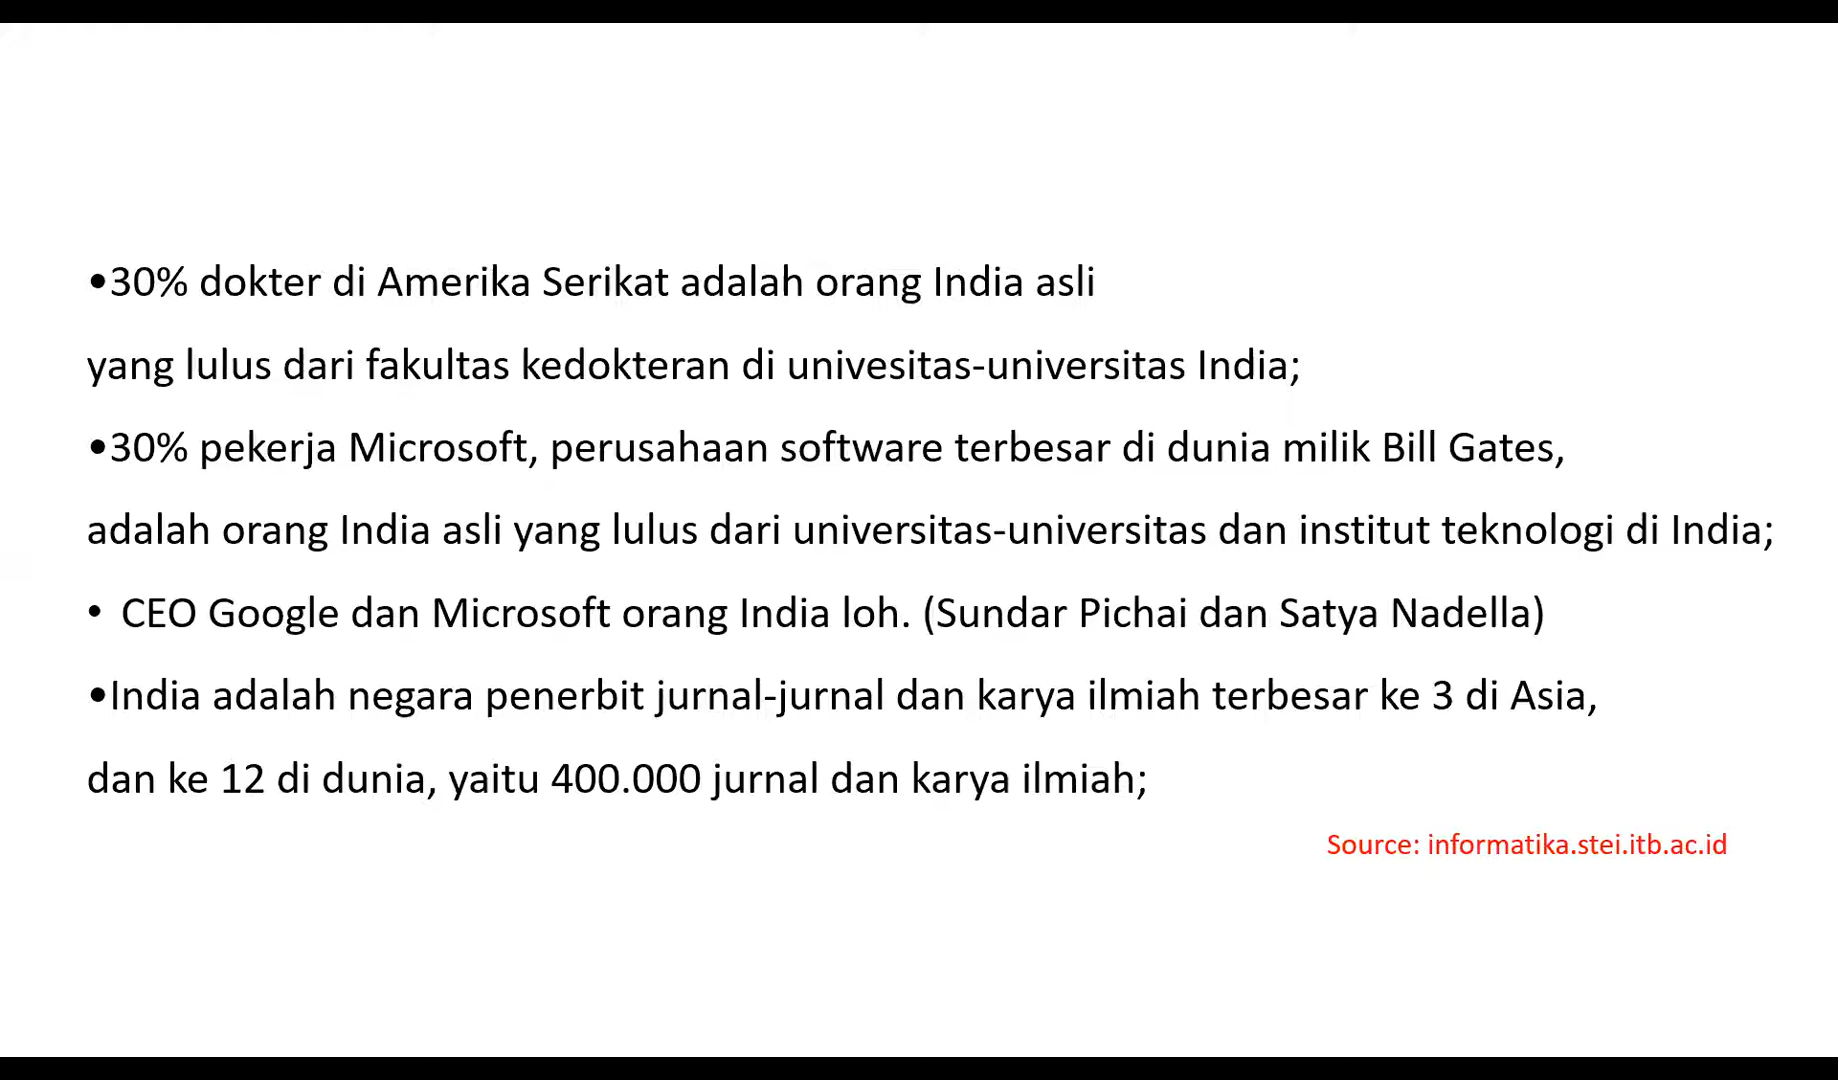 •30% dokter di Amerika Serikat adalah orang India asli
yang lulus dari fakultas kedokteran di univesitas-universitas India;
•30% pekerja Microsoft, perusahaan software terbesar di dunia milik Bill Gates,
adalah orang India asli yang lulus dari universitas-universitas dan institut teknologi di India;
• CEO Google dan Microsoft orang India loh. (Sundar Pichai dan Satya Nadella)
•India adalah negara penerbit jurnal-jurnal dan karya ilmiah terbesar ke 3 di Asia,
dan ke 12 di dunia, yaitu 400.000 jurnal dan karya ilmiah;
Source: informatika.stei.itb.ac.id